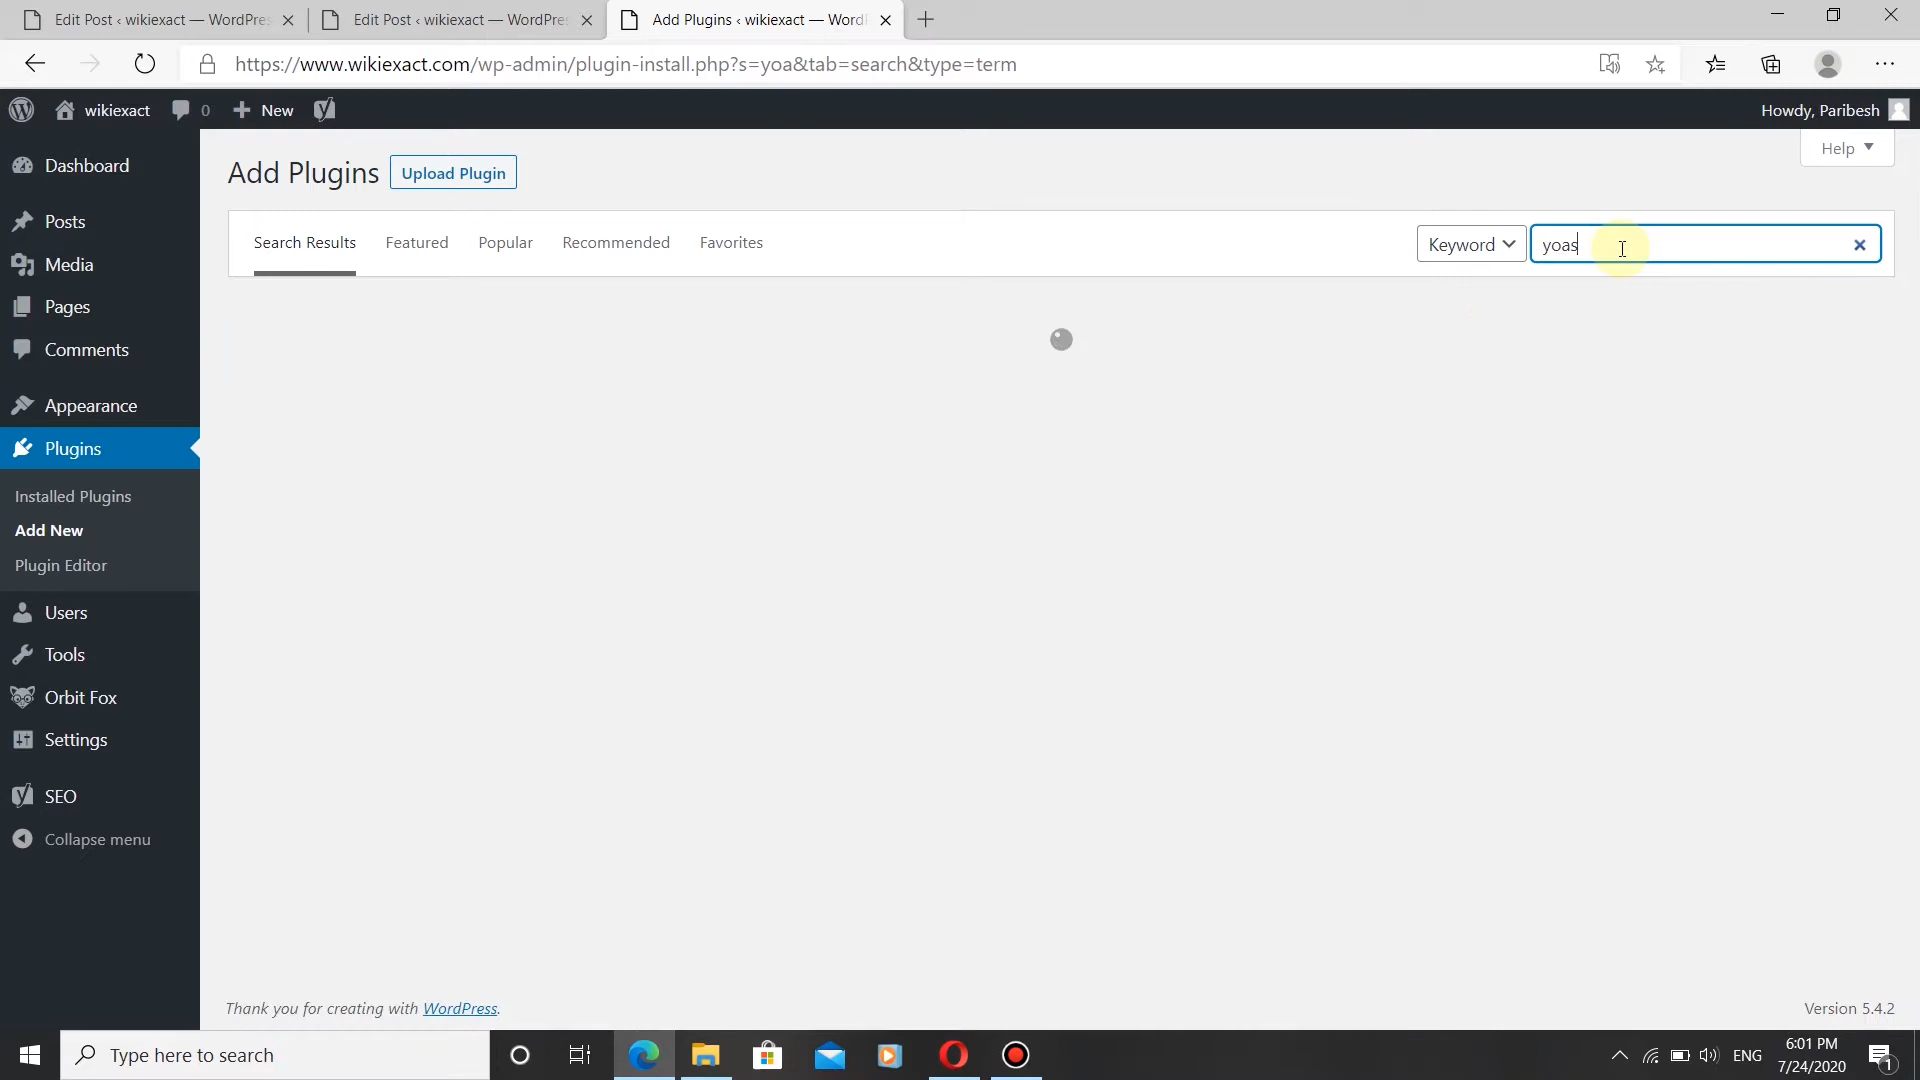 Edit Post ‹ wikiexact — WordPres
Edit Post ‹ wikiexact — WordPre
Add Plugins ‹ wikiexact — Word
https://www.wikiexact.com/wp-admin/plugin-install.php?s=yoa&tab=search&type=term
wikiexact
0
New
Howdy, Paribesh
Help
Dashboard
Posts
Media
Pages
Comments
Appearance
Plugins
Installed Plugins
Add New
Plugin Editor
Users
Tools
Orbit Fox
Settings
SEO
Collapse menu
Add Plugins
Upload Plugin
Search Results
Featured
Popular
Recommended
Favorites
Keyword
yoas
Thank you for creating with WordPress.
Version 5.4.2
Type here to search
ENG
6:01 PM
7/24/2020
1